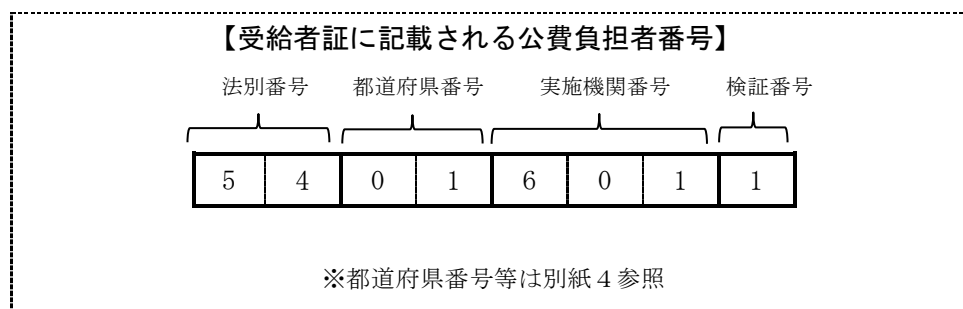 【受給者証に記載される公費負担者番号】
法別番号 都道府県番号 実施機関番号 検証番号
5 4 0 1 6 0 1 1
※都道府県番号等は別紙４参照